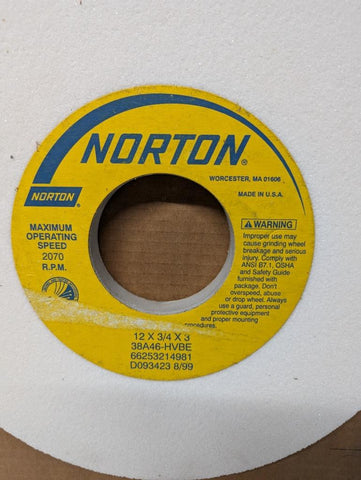 NORTON®
WORCESTER, MA 01606
MADE IN U.S.A.
NORTON
MAXIMUM
OPERATING
SPEED
2070
R.P.M.
WARNING
Improper use may
cause grinding wheel
breakage and serious
injury. Comply with
ANSI B7.1, OSHA
and Safety Guide
furnished with
package. Don't
overspeed, abuse
or drop wheel. Always
use a guard, personal
protective equipment
and proper mounting
procedures.
12 X 3/4 X 3
38A46-HVBE
66253214981
D093423 8/99